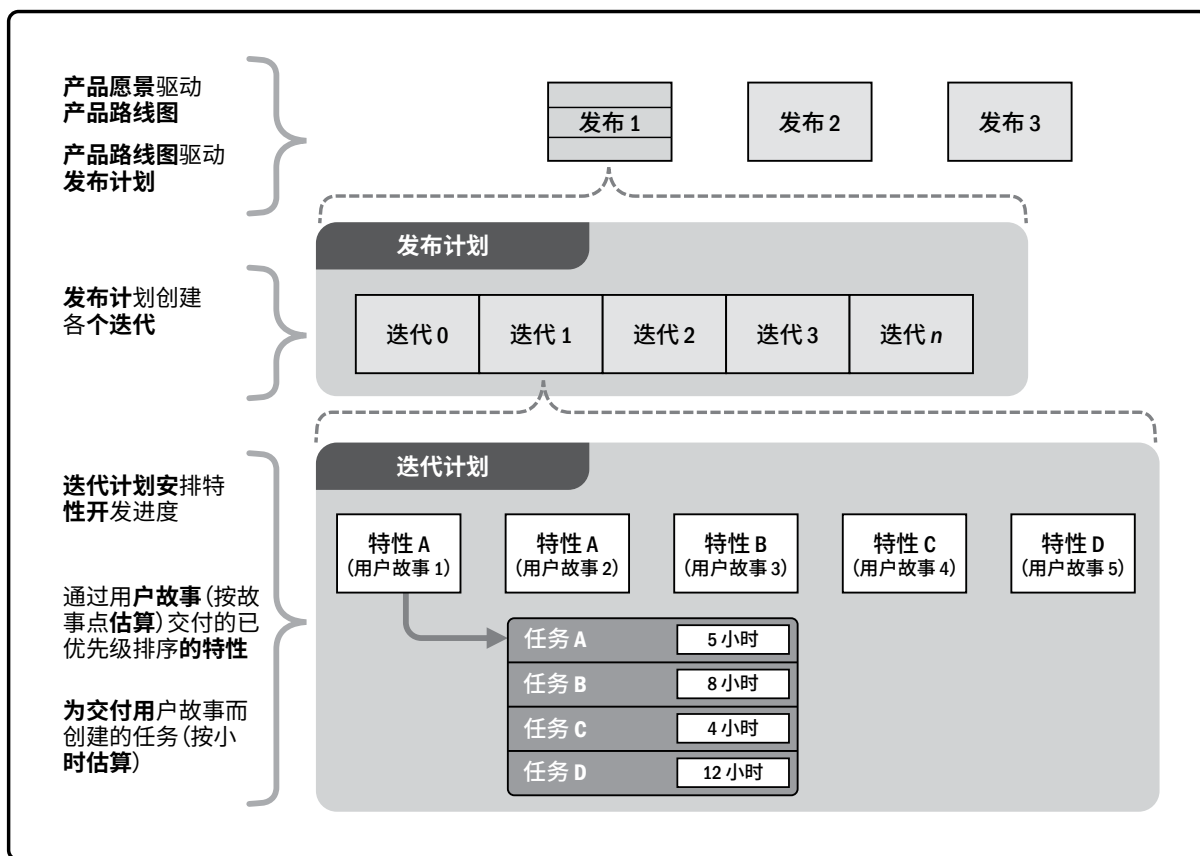 产品愿景驱动
产品路线图
产品路线图驱动
发布计划
发布 1
发布 2
发布 3
发布计划
发布计划创建
各个迭代
迭代 0
迭代 1
迭代 2
迭代 3
迭代 n
迭代计划
迭代计划安排特
性开发进度
通过用户故事(按故
事点估算)交付的已
优先级排序的特性
为交付用户故事而
创建的任务(按小
时估算)
特性 A
(用户故事 1)
特性 A
(用户故事 2)
特性 B
(用户故事 3)
特性 C
(用户故事 4)
特性 D
(用户故事 5)
任务 A
5 小时
任务 B
8 小时
任务 C
4 小时
任务 D
12 小时